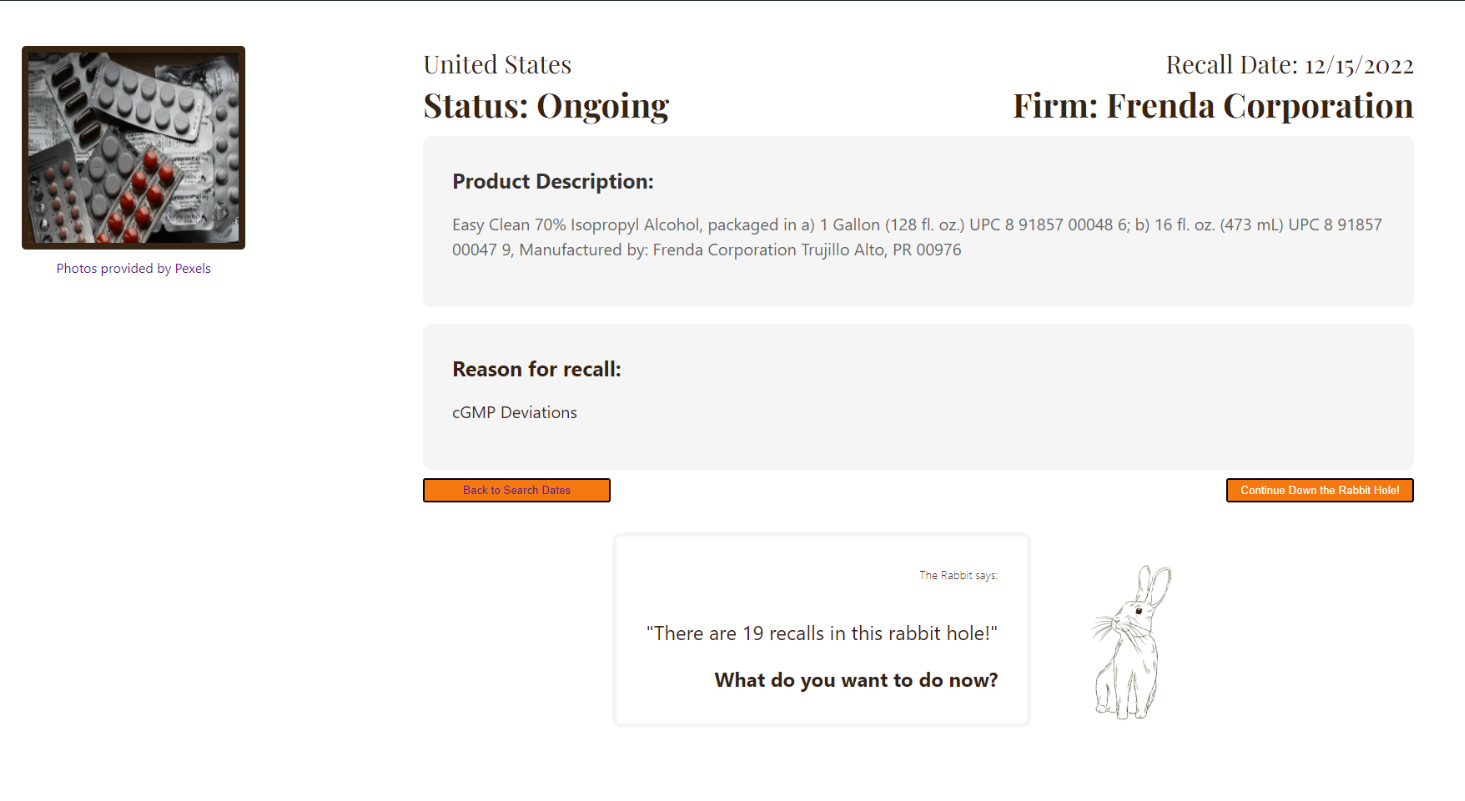 United States
Recall Date: 12/15/2022
Status: Ongoing
Firm: Frenda Corporation
Product Description:
Easy Clean 70% Isopropyl Alcohol, packaged in a) 1 Gallon (128 fl. oz.) UPC 8 91857 00048 6; b) 16 fl. oz. (473 mL) UPC 8 91857
00047 9, Manufactured by: Frenda Corporation Trujillo Alto, PR 00976
Photos provided by Pexels
Reason for recall:
cGMP Deviations
Back to Search Dates
Continue Down the Rabbit Hole!
The Rabbit says:
"There are 19 recalls in this rabbit hole!"
What do you want to do now?